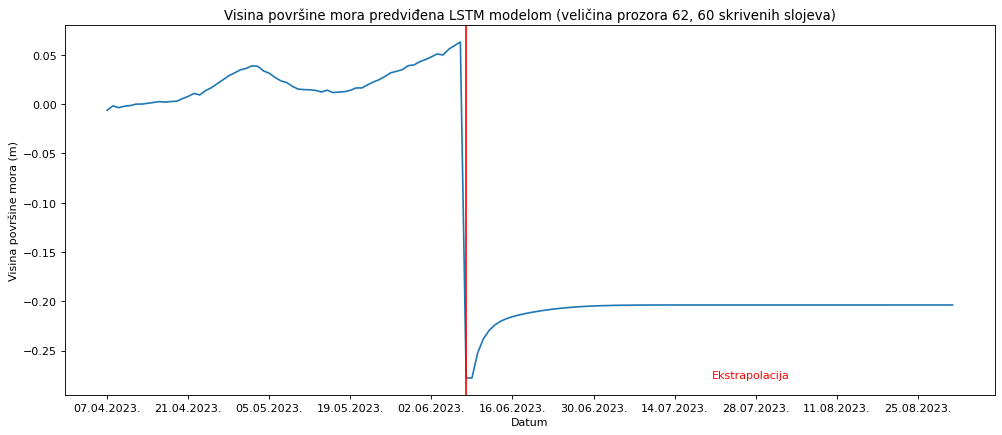 Visina površine mora predviđena LSTM modelom (veličina prozora 62, 60 skrivenih slojeva)
Visina površine mora (m)
0.05
0.00
−0.05
−0.10
−0.15
−0.20
−0.25
Ekstrapolacija
07.04.2023. 21.04.2023. 05.05.2023. 19.05.2023. 02.06.2023. 16.06.2023. 30.06.2023. 14.07.2023. 28.07.2023. 11.08.2023. 25.08.2023.
Datum